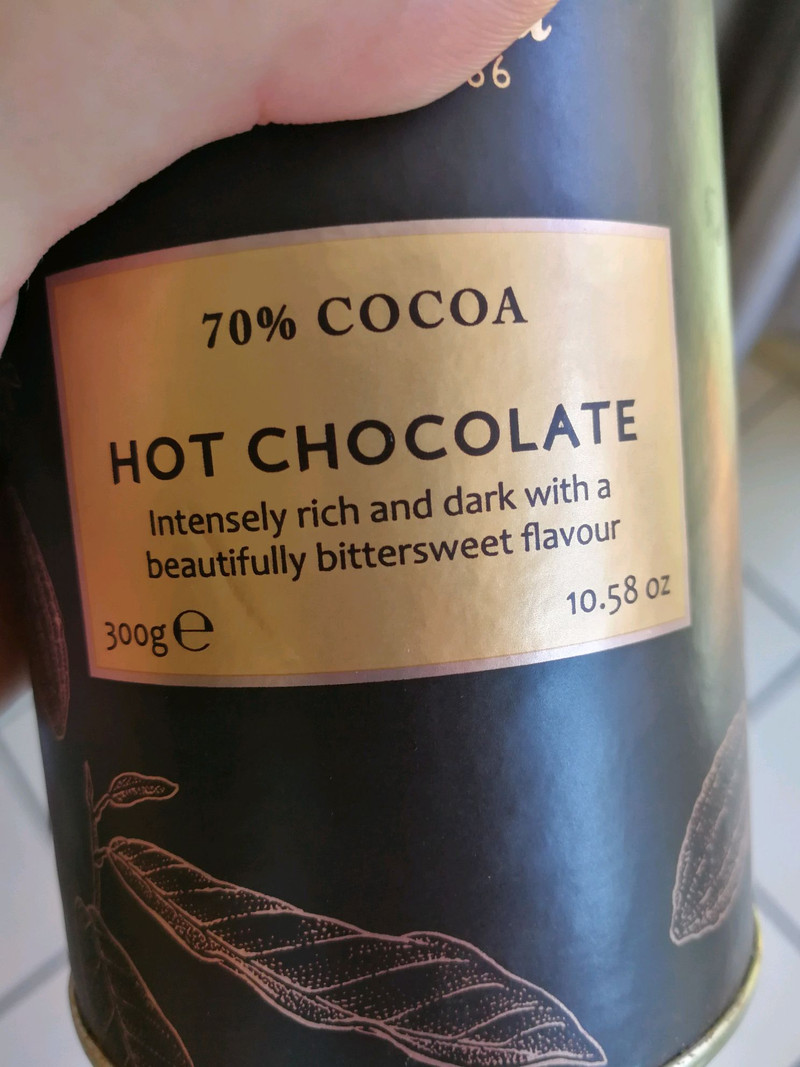 70% COCOA
HOT CHOCOLATE
Intensely rich and dark with a
beautifully bittersweet flavour
300g ℮
10.58 oz